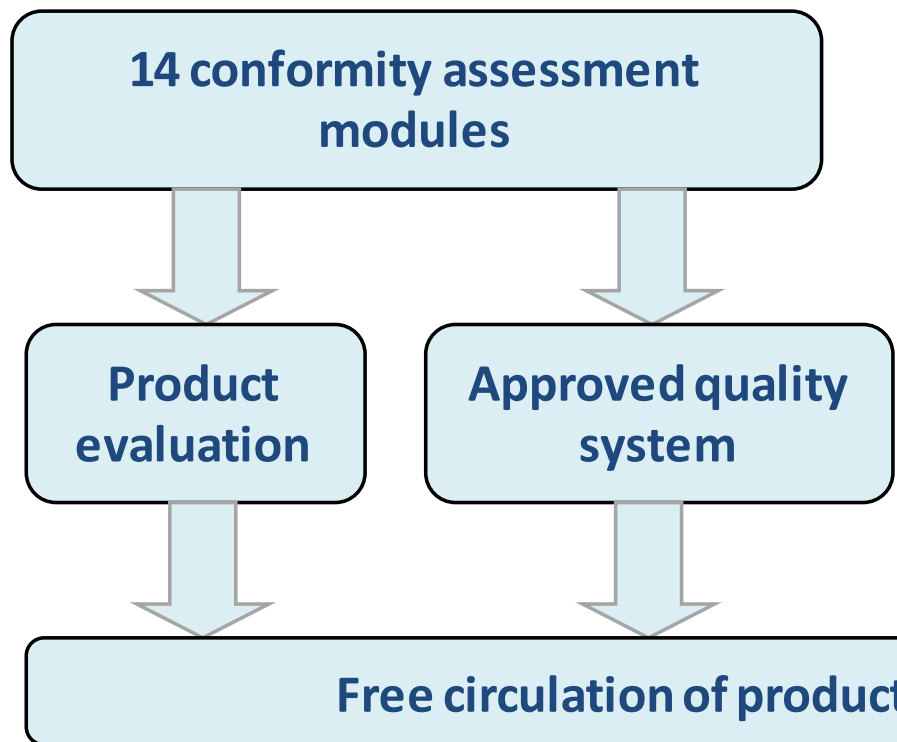 14 conformity assessment
modules
Product
evaluation
Approved quality
system
Free circulation of product